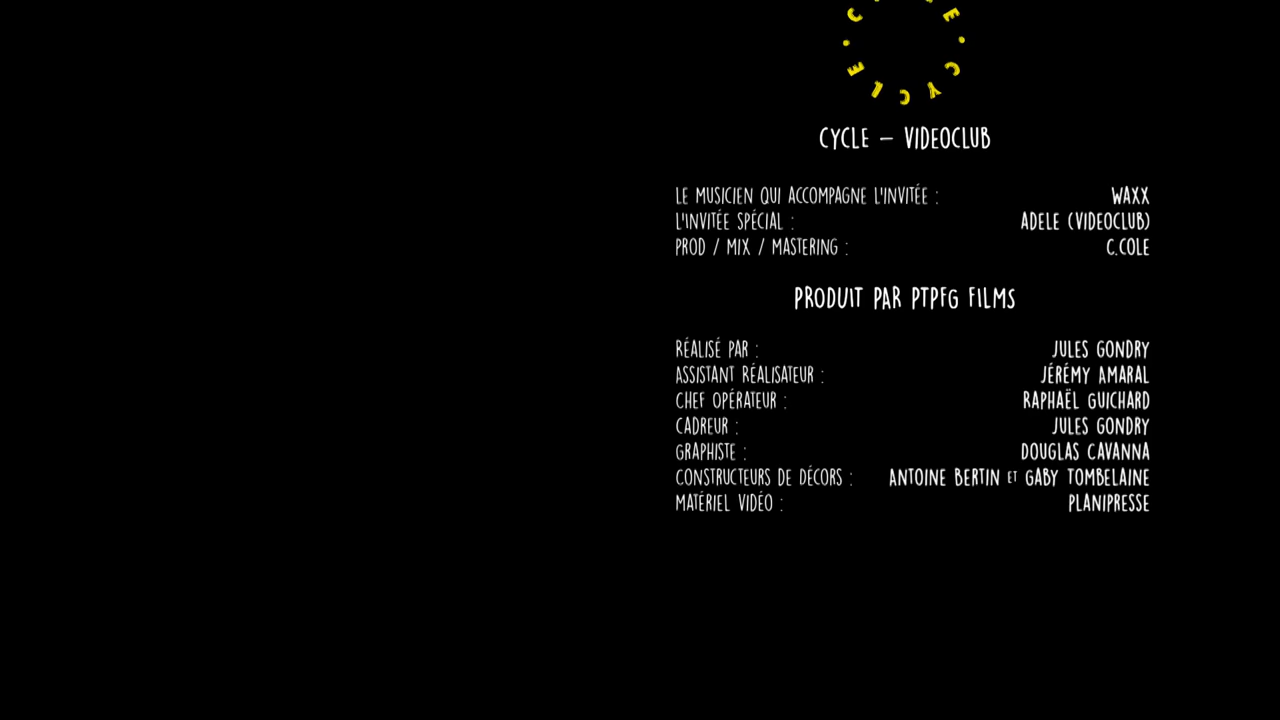 CYCLE • CYCLE •
CYCLE – VIDEOCLUB
LE MUSICIEN QUI ACCOMPAGNE L'INVITÉE : WAXX
L'INVITÉE SPÉCIAL : ADELE (VIDEOCLUB)
PROD / MIX / MASTERING : C.COLE
PRODUIT PAR PTPFG FILMS
RÉALISÉ PAR : JULES GONDRY
ASSISTANT RÉALISATEUR : JÉRÉMY AMARAL
CHEF OPÉRATEUR : RAPHAËL GUICHARD
CADREUR : JULES GONDRY
GRAPHISTE : DOUGLAS CAVANNA
CONSTRUCTEURS DE DÉCORS : ANTOINE BERTIN ET GABY TOMBELAINE
MATÉRIEL VIDÉO : PLANIPRESSE